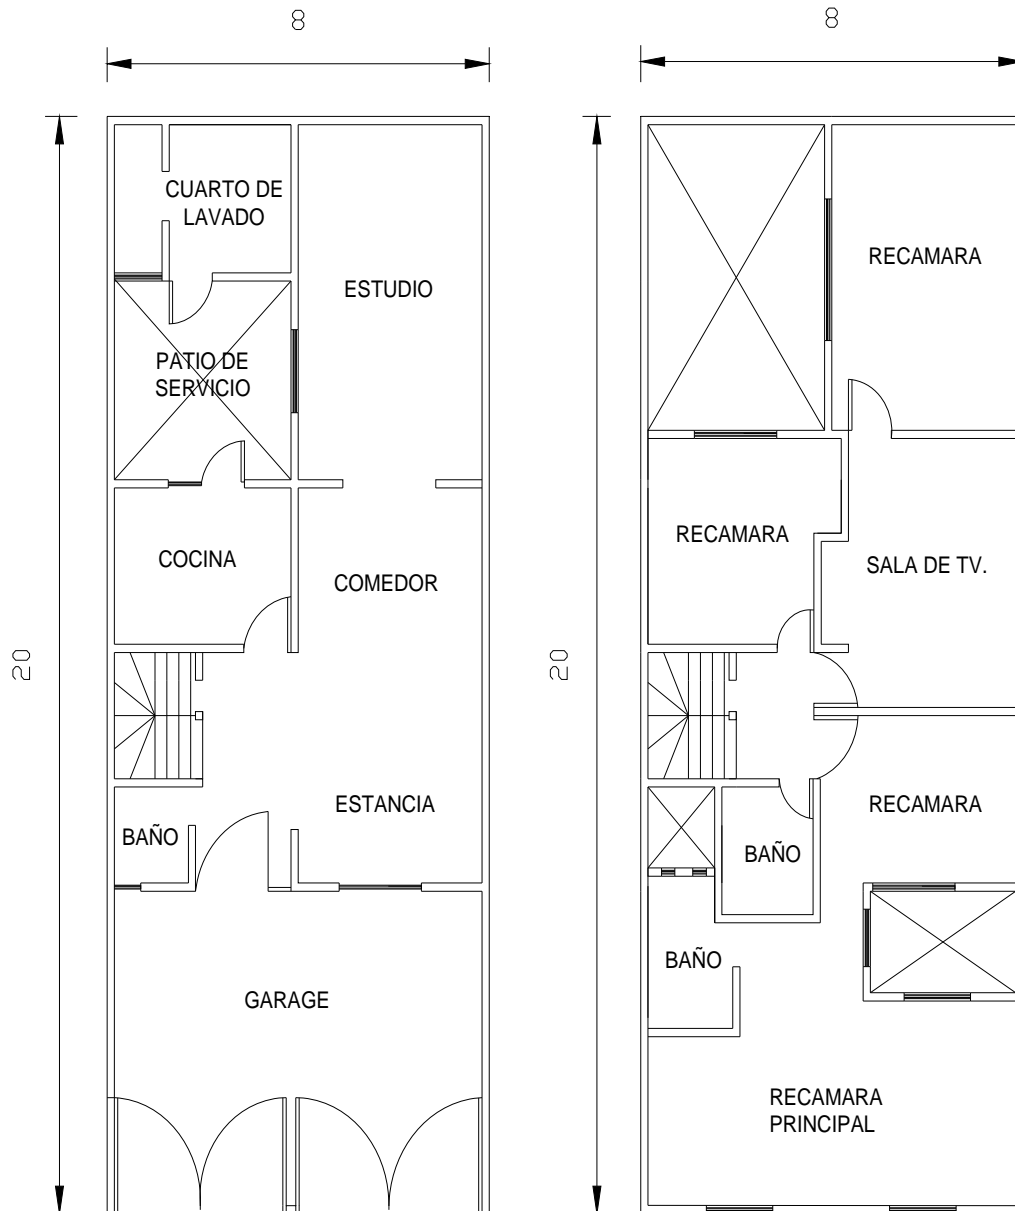 8
8
CUARTO DE
LAVADO
ESTUDIO
PATIO DE
SERVICIO
COCINA
COMEDOR
20
ESTANCIA
BAÑO
GARAGE
RECAMARA
RECAMARA
SALA DE TV.
20
RECAMARA
BAÑO
BAÑO
RECAMARA
PRINCIPAL